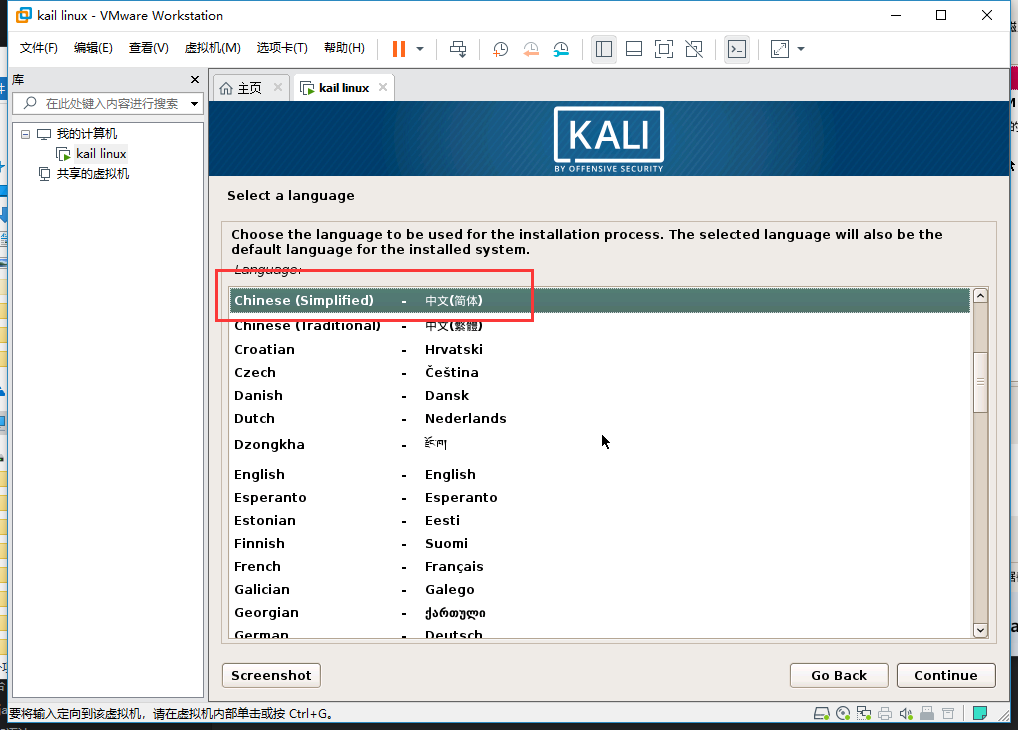 kail linux - VMware Workstation
文件(F) 编辑(E) 查看(V) 虚拟机(M) 选项卡(T) 帮助(H)
库
在此处键入内容进行搜索
我的计算机
kail linux
共享的虚拟机
主页 kail linux
KALI
BY OFFENSIVE SECURITY
Select a language
Choose the language to be used for the installation process. The selected language will also be the
default language for the installed system.
Language:
Chinese (Simplified) - 中文(简体)
Chinese (Traditional) - 中文(繁體)
Croatian - Hrvatski
Czech - Čeština
Danish - Dansk
Dutch - Nederlands
Dzongkha - རྫོང་ཁ།
English - English
Esperanto - Esperanto
Estonian - Eesti
Finnish - Suomi
French - Français
Galician - Galego
Georgian - ქართული
German - Deutsch
Screenshot Go Back Continue
要将输入定向到该虚拟机，请在虚拟机内部单击或按 Ctrl+G。